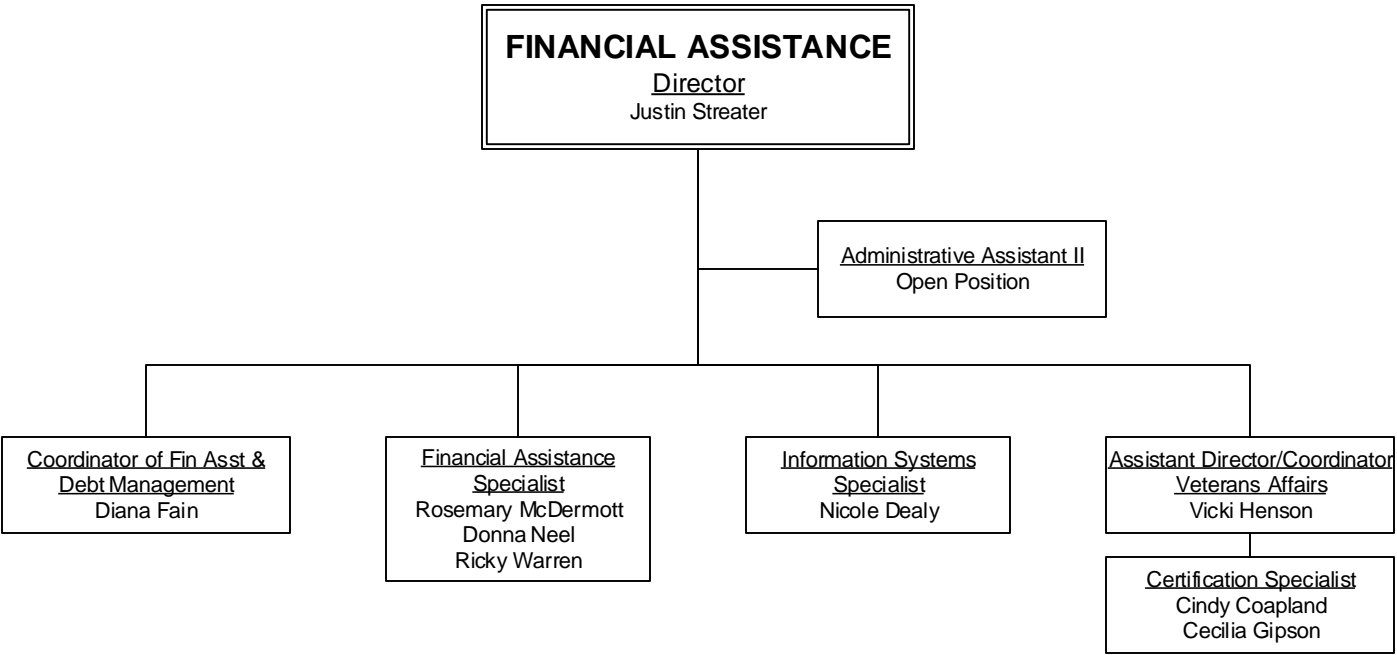 FINANCIAL ASSISTANCE
Director
Justin Streater
Administrative Assistant II
Open Position
Coordinator of Fin Asst &
Debt Management
Diana Fain
Financial Assistance
Specialist
Rosemary McDermott
Donna Neel
Ricky Warren
Information Systems
Specialist
Nicole Dealy
Assistant Director/Coordinator
Veterans Affairs
Vicki Henson
Certification Specialist
Cindy Coapland
Cecilia Gipson